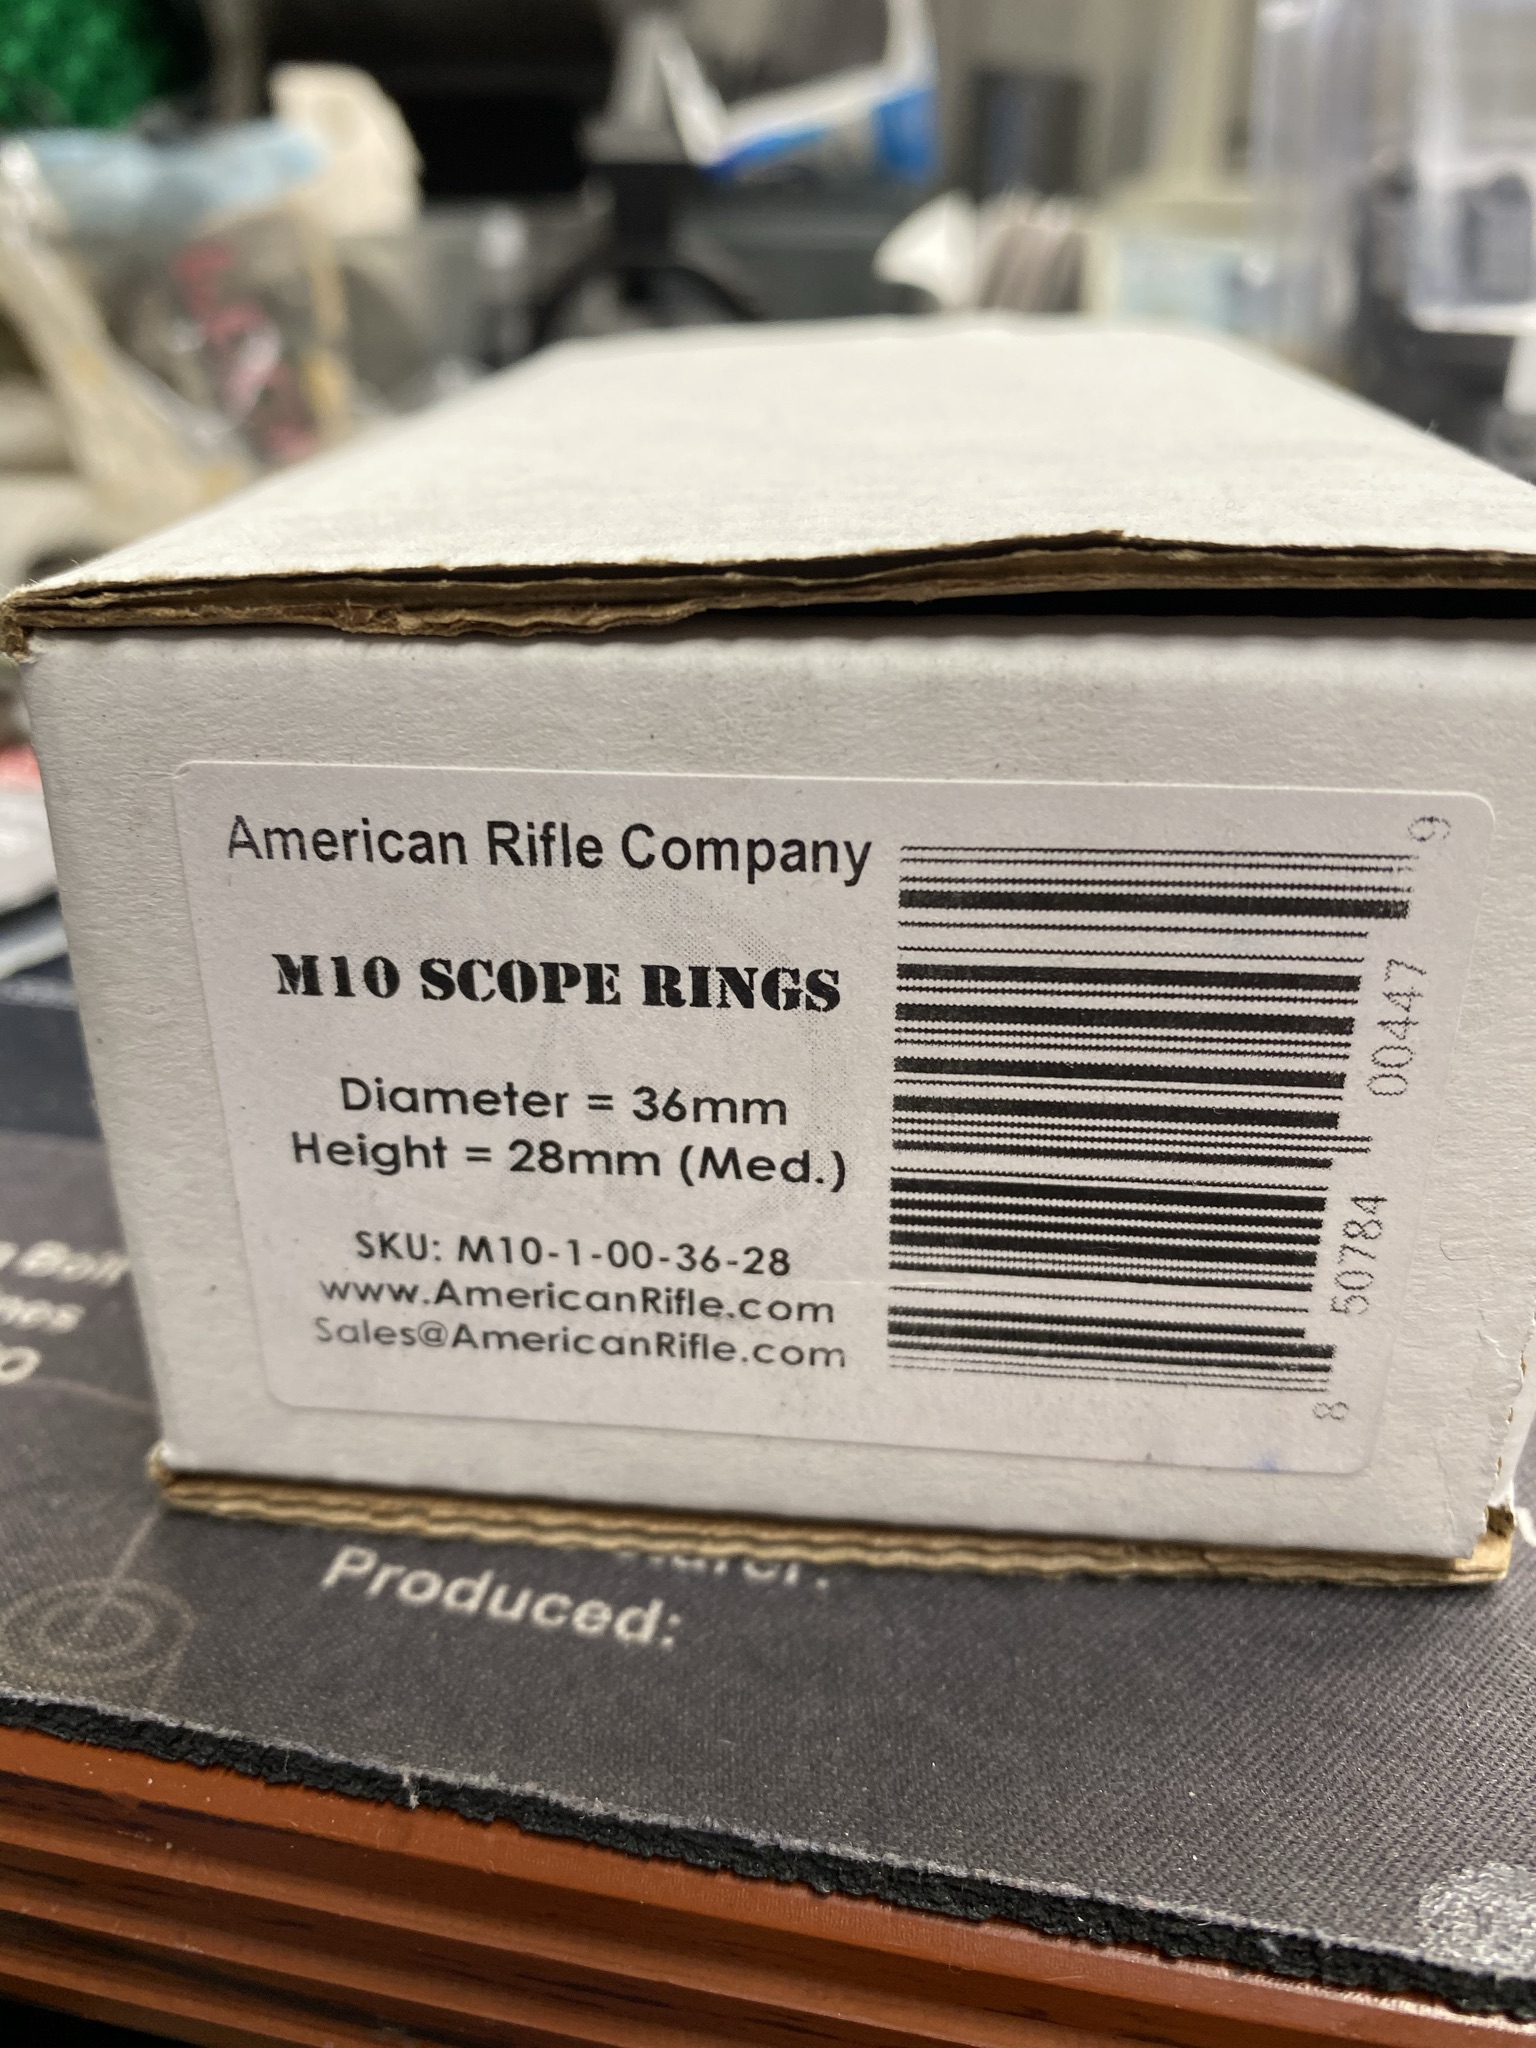 American Rifle Company
M10 SCOPE RINGS
Diameter = 36mm
Height = 28mm (Med.)
SKU: M10-1-00-36-28
www.AmericanRifle.com
Sales@AmericanRifle.com
8 50784 00447 9
Produced: